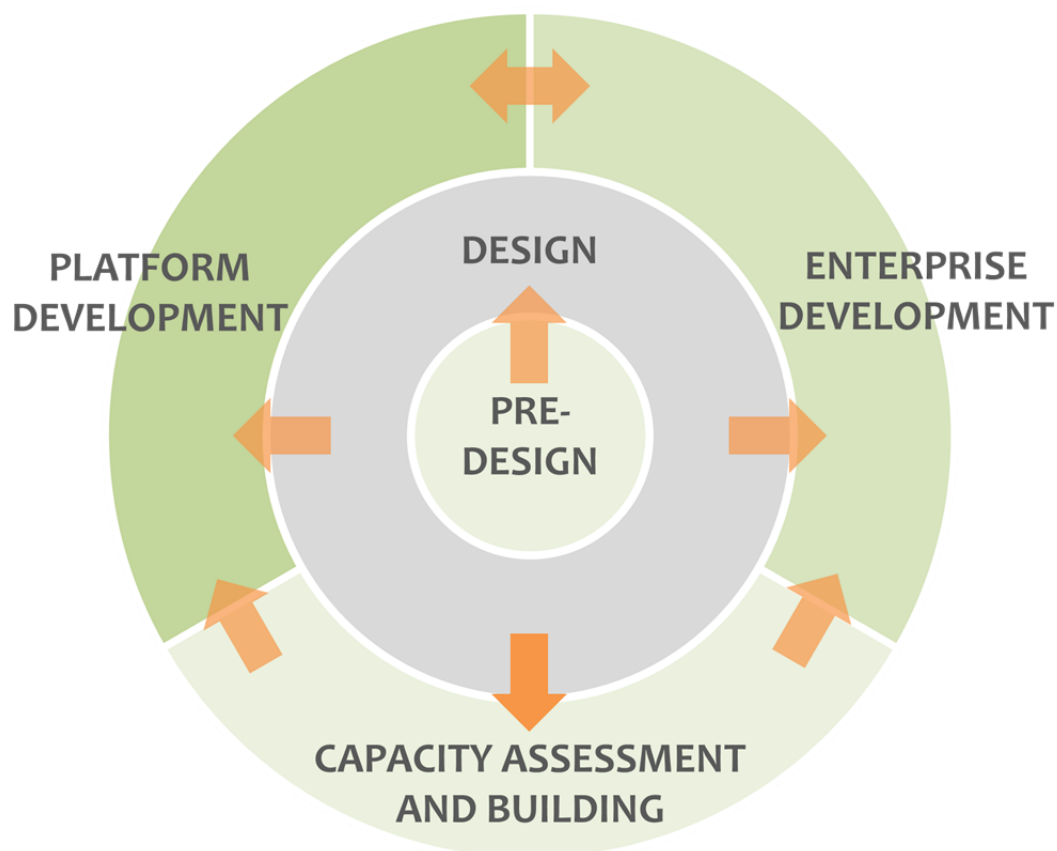 DESIGN
PLATFORM
DEVELOPMENT
ENTERPRISE
DEVELOPMENT
PRE-
DESIGN
CAPACITY ASSESSMENT
AND BUILDING